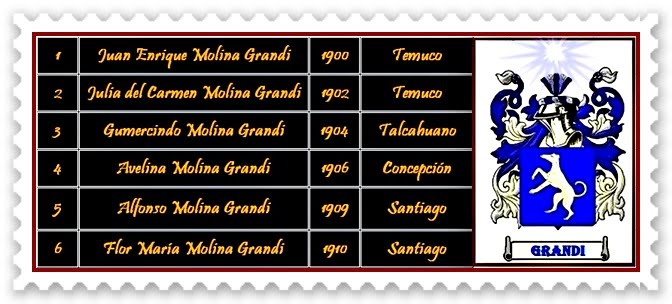 1 Juan Enrique Molina Grandi 1900 Temuco
2 Julia del Carmen Molina Grandi 1902 Temuco
3 Gumercindo Molina Grandi 1904 Talcahuano
4 Avelina Molina Grandi 1906 Concepción
5 Alfonso Molina Grandi 1909 Santiago
6 Flor María Molina Grandi 1910 Santiago
GRANDI